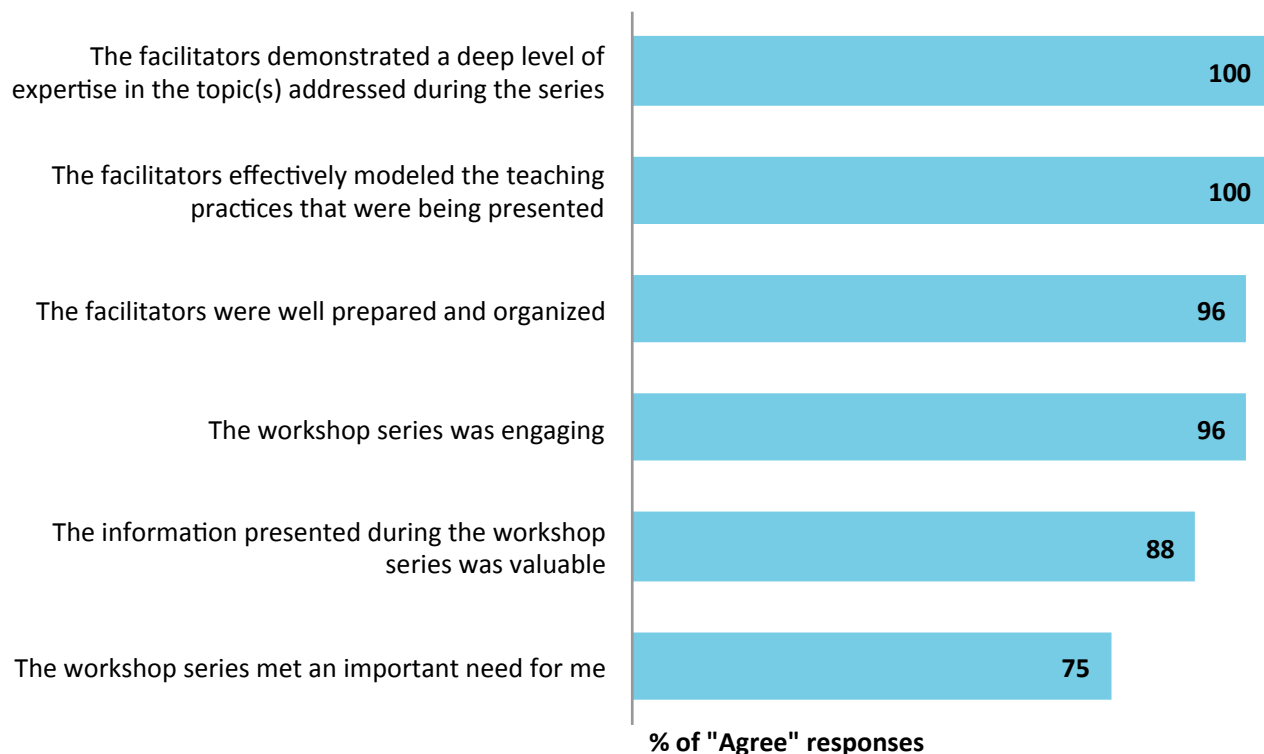 The facilitators demonstrated a deep level of
expertise in the topic(s) addressed during the series
100
The facilitators effectively modeled the teaching
practices that were being presented
100
The facilitators were well prepared and organized
96
The workshop series was engaging
96
The information presented during the workshop
series was valuable
88
The workshop series met an important need for me
75
% of "Agree" responses